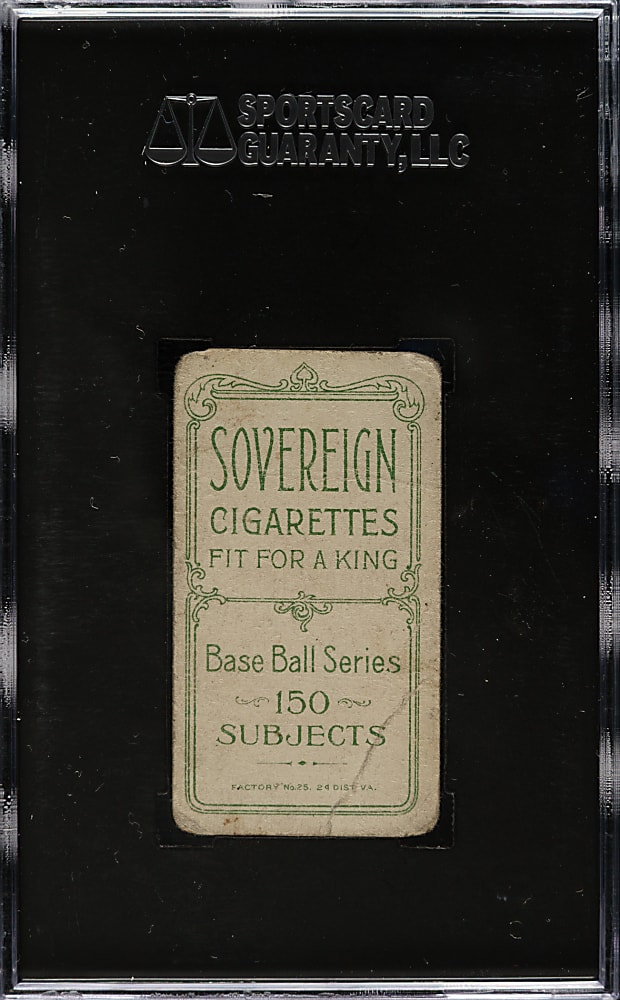 SPORTSCARD
GUARANTY, LLC
SOVEREIGN
CIGARETTES
FIT FOR A KING
Base Ball Series
150
SUBJECTS
FACTORY No. 25. 24 DIST VA.